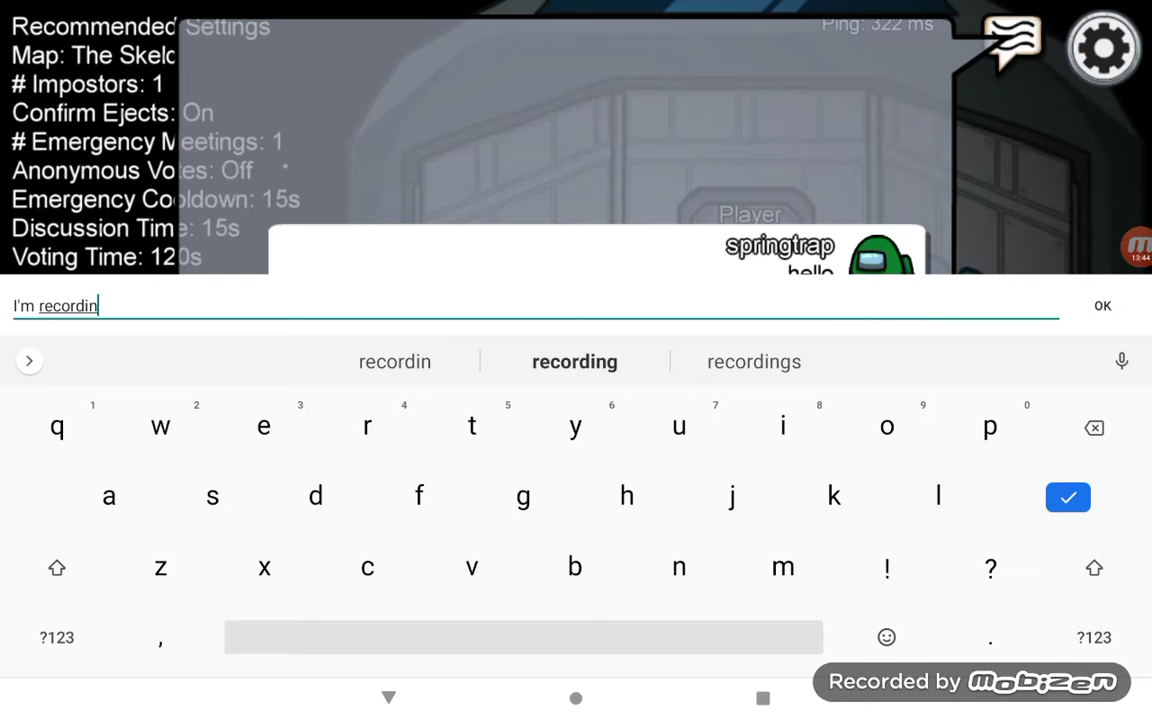 Recommended Settings
Ping: 322 ms
Map: The Skeld
# Impostors: 1
Confirm Ejects: On
# Emergency Meetings: 1
Anonymous Votes: Off
Emergency Cooldown: 15s
Discussion Time: 15s
Voting Time: 120s
Player
springtrap
hello
13:44
I'm recordin
OK
recordin recording recordings
1 2 3 4 5 6 7 8 9 0
q w e r t y u i o p
a s d f g h j k l
z x c v b n m ! ?
?123 , . ?123
Recorded by mobizen